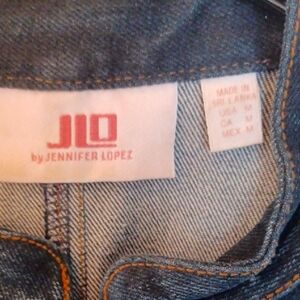 JLO
by JENNIFER LOPEZ
MADE IN
SRI LANKA
USA M
CA M
MEX M